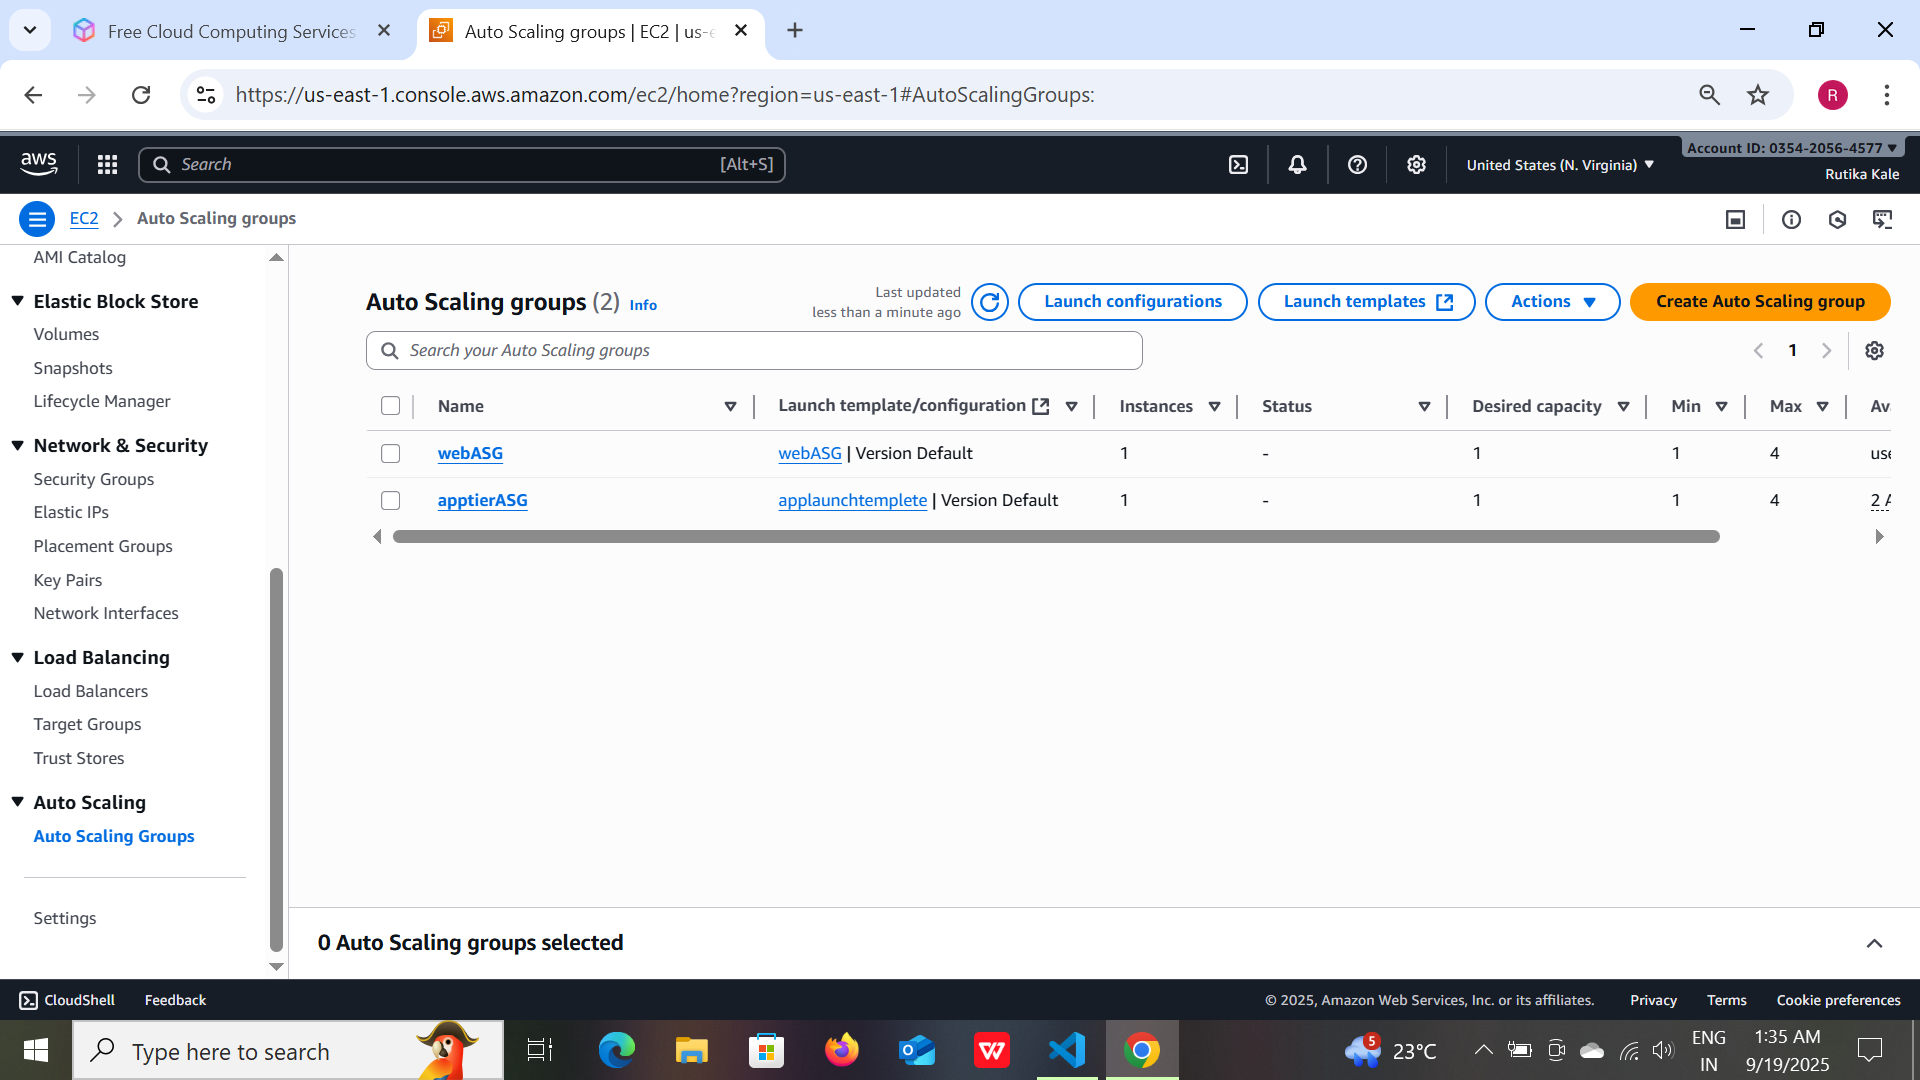 Free Cloud Computing Services
Auto Scaling groups | EC2 | us-e
https://us-east-1.console.aws.amazon.com/ec2/home?region=us-east-1#AutoScalingGroups:
R
aws
Search
[Alt+S]
United States (N. Virginia)
Account ID: 0354-2056-4577
Rutika Kale
EC2
Auto Scaling groups
AMI Catalog
Elastic Block Store
Volumes
Snapshots
Lifecycle Manager
Network & Security
Security Groups
Elastic IPs
Placement Groups
Key Pairs
Network Interfaces
Load Balancing
Load Balancers
Target Groups
Trust Stores
Auto Scaling
Auto Scaling Groups
Settings
Auto Scaling groups (2) Info
Last updated
less than a minute ago
Launch configurations
Launch templates
Actions
Create Auto Scaling group
Search your Auto Scaling groups
1
Name Launch template/configuration Instances Status Desired capacity Min Max Av
webASG webASG | Version Default 1 - 1 1 4 use
apptierASG applaunchtemplete | Version Default 1 - 1 1 4 2 A
0 Auto Scaling groups selected
CloudShell Feedback
© 2025, Amazon Web Services, Inc. or its affiliates. Privacy Terms Cookie preferences
Type here to search
5
23°C
ENG
IN
1:35 AM
9/19/2025